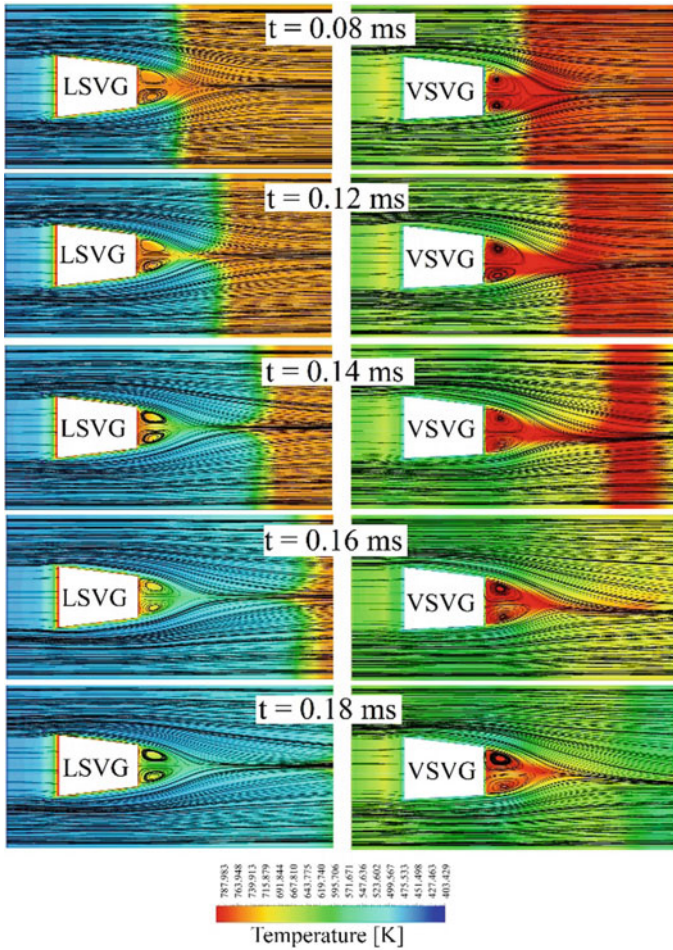 t = 0.08 ms
LSVG
VSVG
t = 0.12 ms
LSVG
VSVG
t = 0.14 ms
LSVG
VSVG
t = 0.16 ms
LSVG
VSVG
t = 0.18 ms
LSVG
VSVG
787.983
763.948
739.913
715.879
691.844
667.810
643.775
619.740
595.706
571.671
547.636
523.602
499.567
475.533
451.498
427.463
403.429
Temperature [K]